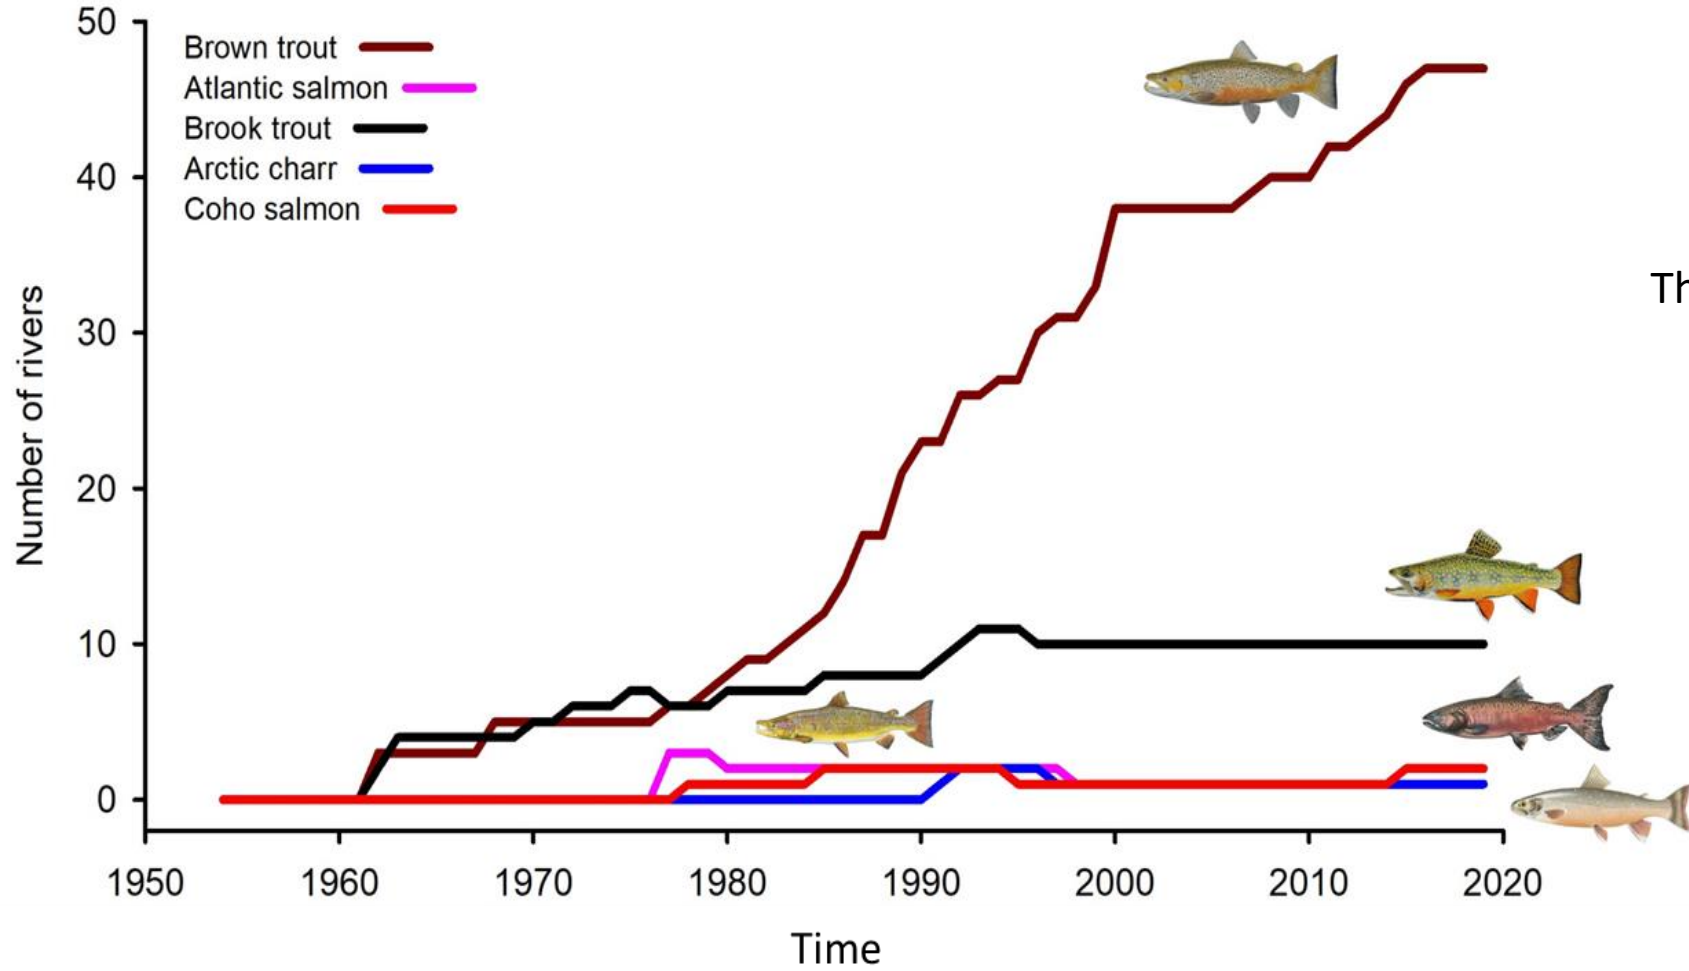 50
Brown trout
Atlantic salmon
Brook trout
Arctic charr
Coho salmon
40
30
20
10
0
Number of rivers
Th
1950 1960 1970 1980 1990 2000 2010 2020
Time